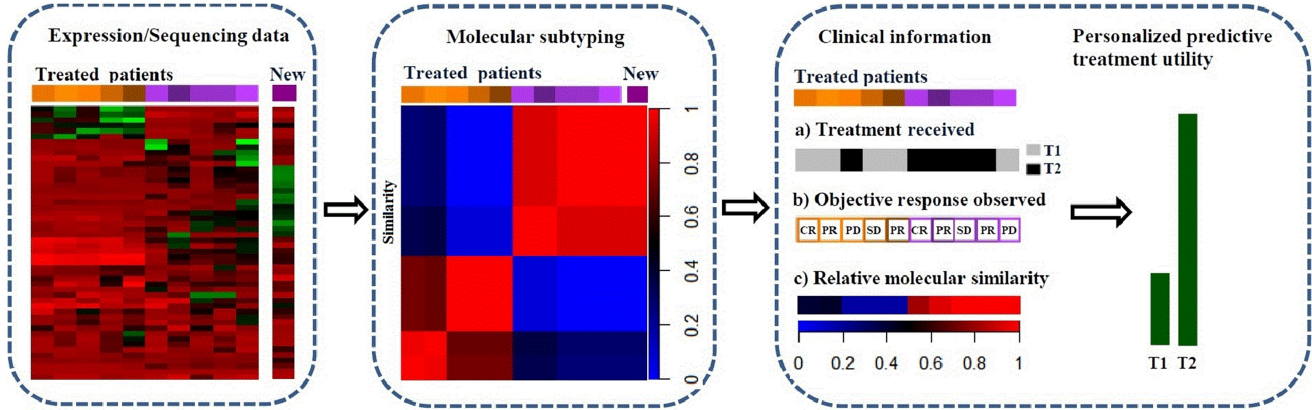 Expression/Sequencing data
Treated patients
New
Molecular subtyping
Treated patients
New
Similarity
1
0.8
0.6
0.4
0.2
0
Clinical information
Treated patients
a) Treatment received
T1
T2
b) Objective response observed
CR PR PD SD PR CR PR SD PR PD
c) Relative molecular similarity
0 0.2 0.4 0.6 0.8 1
Personalized predictive
treatment utility
T1 T2